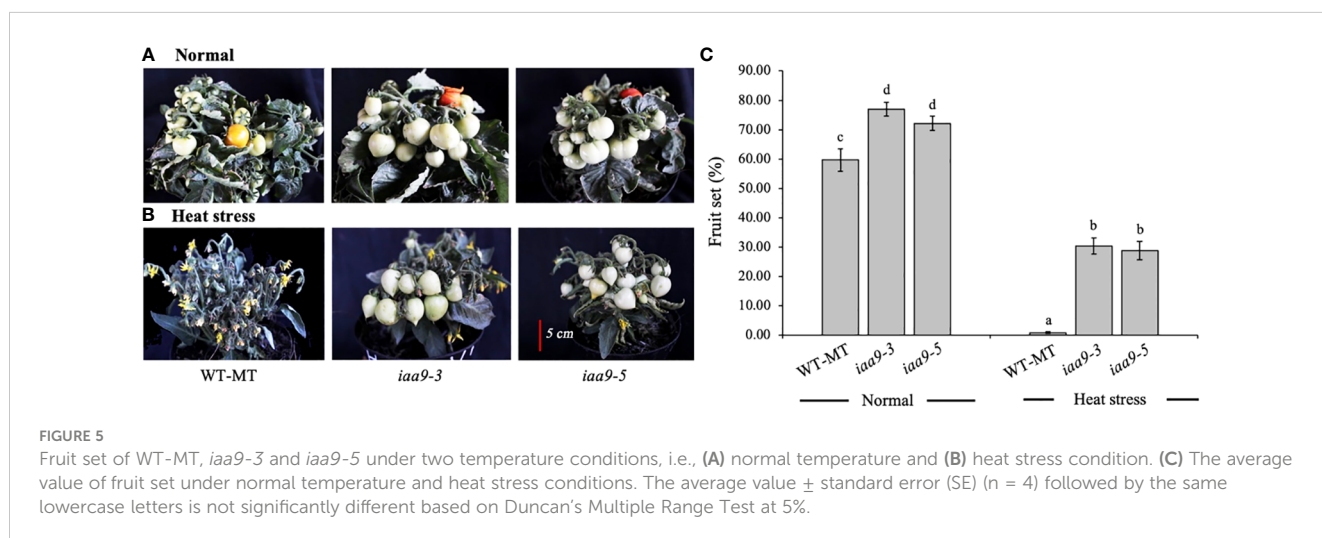 A Normal
B Heat stress
5 cm
WT-MT iaa9-3 iaa9-5
C
90.00
80.00
70.00
60.00
50.00
40.00
30.00
20.00
10.00
0.00
Fruit set (%)
c d d a b b
WT-MT iaa9-3 iaa9-5 WT-MT iaa9-3 iaa9-5
Normal Heat stress
FIGURE 5
Fruit set of WT-MT, iaa9-3 and iaa9-5 under two temperature conditions, i.e., (A) normal temperature and (B) heat stress condition. (C) The average
value of fruit set under normal temperature and heat stress conditions. The average value ± standard error (SE) (n = 4) followed by the same
lowercase letters is not significantly different based on Duncan's Multiple Range Test at 5%.